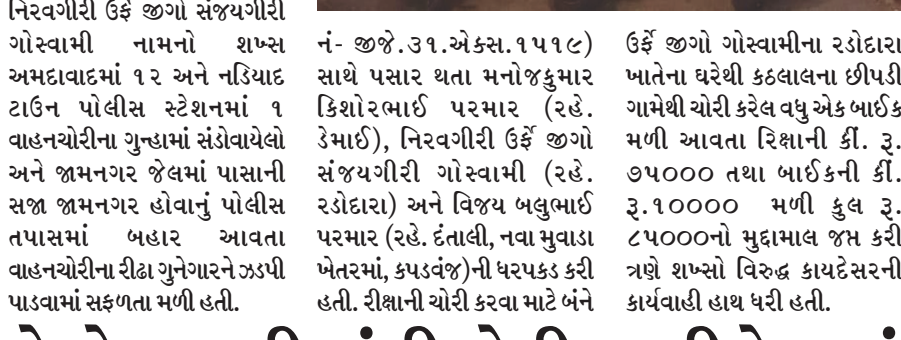 નિરવગીરી ઉર્ફે જીગો સંજયગીરી
ગોસ્વામી નામનો શખ્સ
અમદાવાદમાં ૧૨ અને નડિયાદ
ટાઉન પોલીસ સ્ટેશનમાં ૧
વાહનચોરીના ગુન્હામાં સંડોવાયેલો
અને જામનગર જેલમાં પાસાની
સજા જામનગર હોવાનું પોલીસ
તપાસમાં બહાર આવતા
વાહનચોરીના રીઢા ગુનેગારને ઝડપી
પાડવામાં સફળતા મળી હતી.
નં- જીજે.૩૧.એક્સ.૧૫૧૯)
સાથે પસાર થતા મનોજકુમાર
કિશોરભાઈ પરમાર (રહે.
ડેમાઈ), નિરવગીરી ઉર્ફે જીગો
સંજયગીરી ગોસ્વામી (રહે.
રડોદારા) અને વિજય બલુભાઈ
પરમાર (રહે. દંતાલી, નવા મુવાડા
ખેતરમાં, કપડવંજ)ની ધરપકડ કરી
હતી. રીક્ષાની ચોરી કરવા માટે બંને
ઉર્ફે જીગો ગોસ્વામીના રડોદારા
ખાતેના ઘરેથી કઠલાલના છીપડી
ગામેથી ચોરી કરેલ વધુ એક બાઈક
મળી આવતા રિક્ષાની કીં. રૂ.
૭૫૦૦૦ તથા બાઈકની કીં.
રૂ.૧૦૦૦૦ મળી કુલ રૂ.
૮૫૦૦૦નો મુદ્દામાલ જપ્ત કરી
ત્રણે શખ્સો વિરુદ્ધ કાયદેસરની
કાર્યવાહી હાથ ધરી હતી.